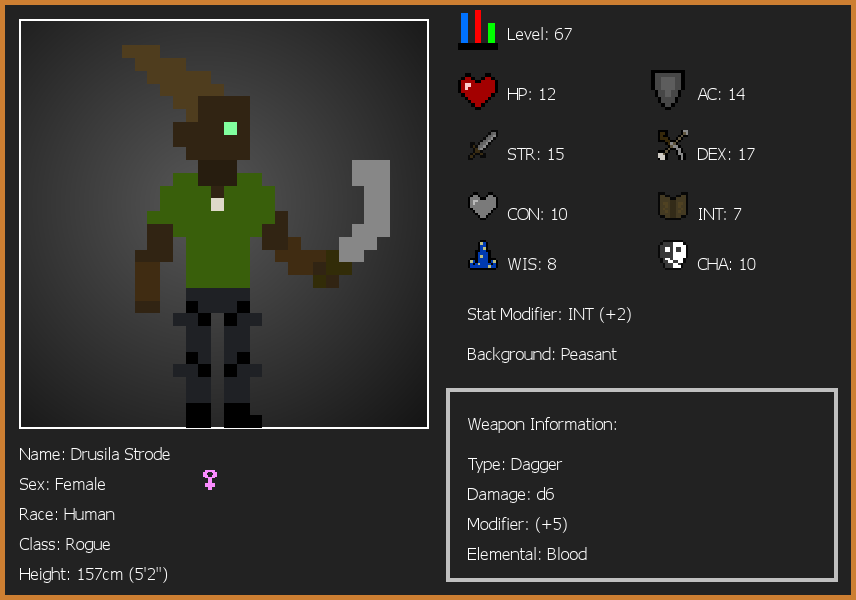 Level: 67
HP: 12
AC: 14
STR: 15
DEX: 17
CON: 10
INT: 7
WIS: 8
CHA: 10
Stat Modifier: INT (+2)
Background: Peasant
Weapon Information:
Type: Dagger
Damage: d6
Modifier: (+5)
Elemental: Blood
Name: Drusila Strode
Sex: Female
Race: Human
Class: Rogue
Height: 157cm (5'2")